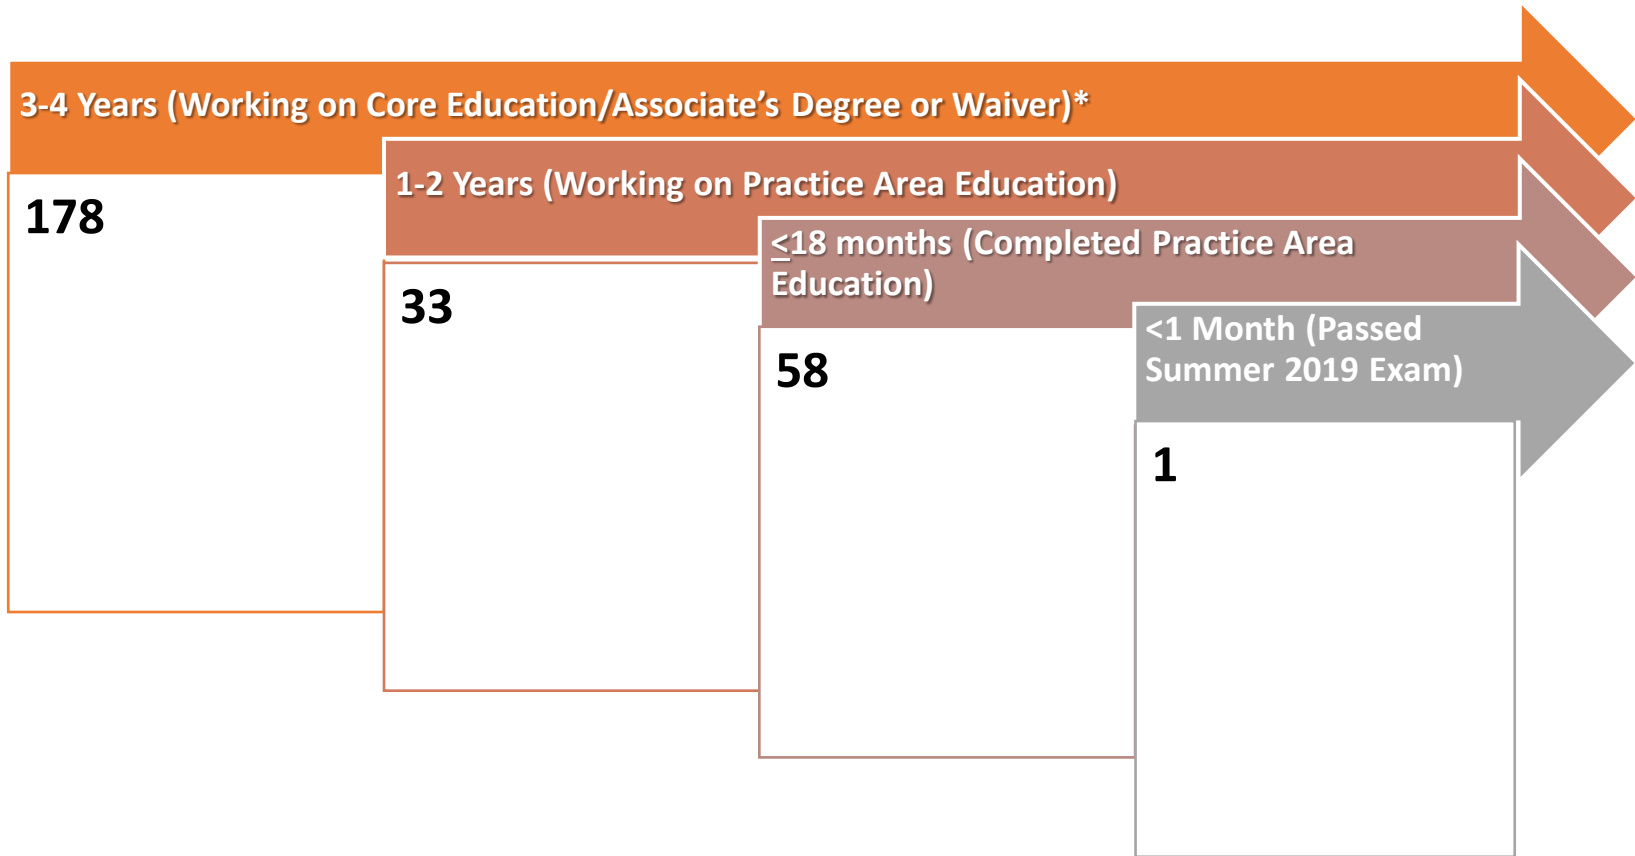 3-4 Years (Working on Core Education/Associate’s Degree or Waiver)*
178
1-2 Years (Working on Practice Area Education)
33
<18 months (Completed Practice Area
Education)
58
<1 Month (Passed
Summer 2019 Exam)
1